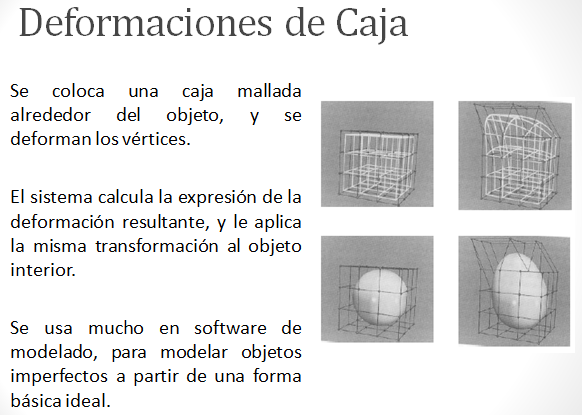 Deformaciones de Caja
Se coloca una caja mallada
alrededor del objeto, y se
deforman los vértices.
El sistema calcula la expresión de la
deformación resultante, y le aplica
la misma transformación al objeto
interior.
Se usa mucho en software de
modelado, para modelar objetos
imperfectos a partir de una forma
básica ideal.